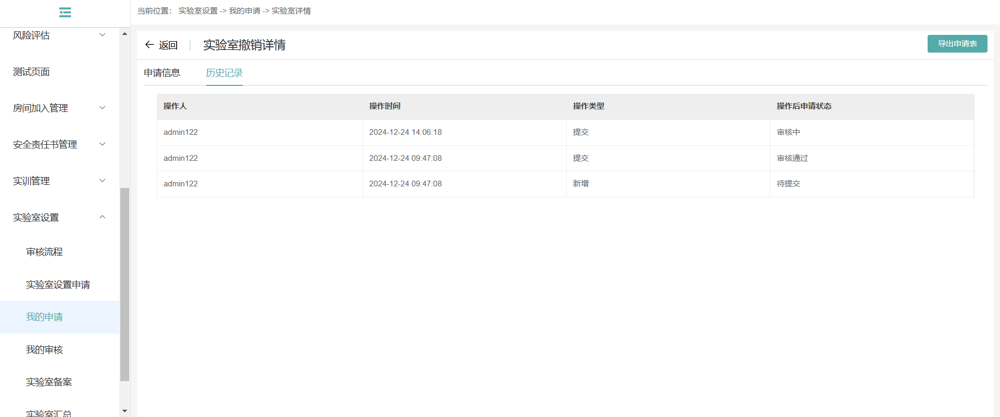 当前位置： 实验室设置 -> 我的申请 -> 实验室详情
风险评估
测试页面
房间加入管理
安全责任书管理
实训管理
实验室设置
审核流程
实验室设置申请
我的申请
我的审核
实验室备案
实验室汇总
返回 实验室撤销详情 导出申请表
申请信息 历史记录
操作人 操作时间 操作类型 操作后申请状态
admin122 2024-12-24 14:06:18 提交 审核中
admin122 2024-12-24 09:47:08 提交 审核通过
admin122 2024-12-24 09:47:08 新增 待提交